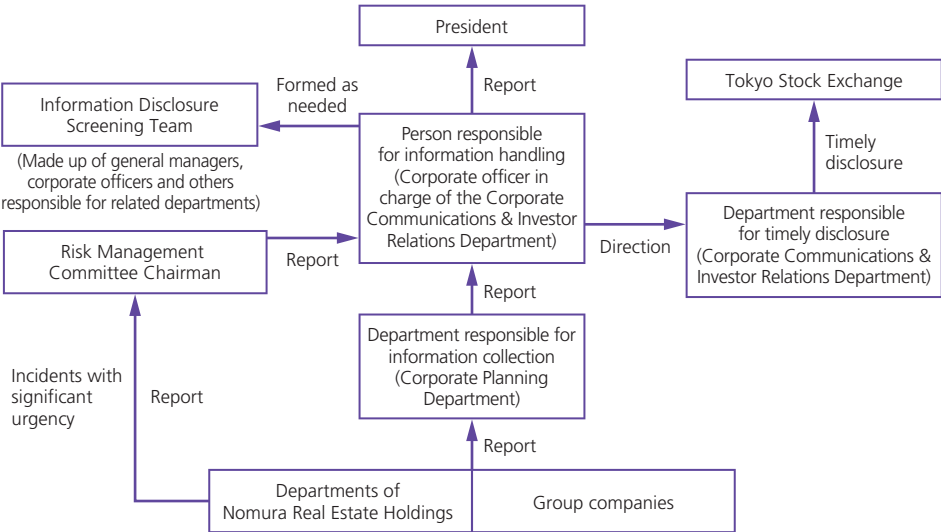 President
Report
Formed as
needed
Information Disclosure
Screening Team
(Made up of general managers,
corporate officers and others
responsible for related departments)
Person responsible
for information handling
(Corporate officer in
charge of the Corporate
Communications & Investor
Relations Department)
Tokyo Stock Exchange
Timely
disclosure
Direction
Department responsible
for timely disclosure
(Corporate Communications &
Investor Relations Department)
Risk Management
Committee Chairman
Report
Report
Department responsible for
information collection
(Corporate Planning
Department)
Incidents with
significant
urgency
Report
Report
Departments of
Nomura Real Estate Holdings
Group companies